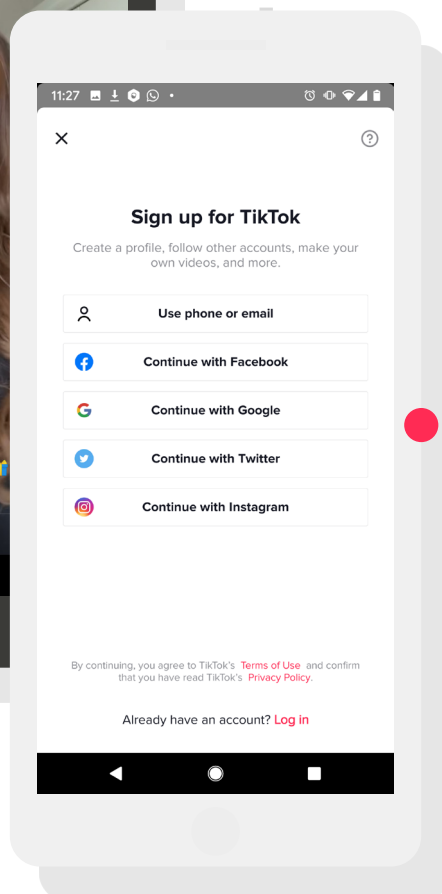 11:27
Sign up for TikTok
Create a profile, follow other accounts, make your
own videos, and more.
Use phone or email
Continue with Facebook
Continue with Google
Continue with Twitter
Continue with Instagram
By continuing, you agree to TikTok's Terms of Use and confirm
that you have read TikTok's Privacy Policy.
Already have an account? Log in